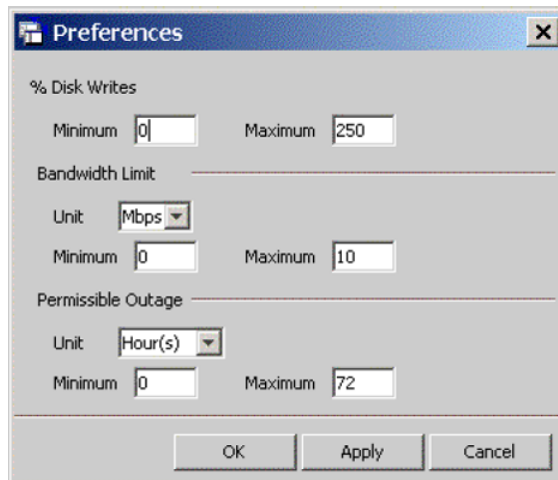 Preferences
% Disk Writes
Minimum 0 Maximum 250
Bandwidth Limit
Unit Mbps
Minimum 0 Maximum 10
Permissible Outage
Unit Hour(s)
Minimum 0 Maximum 72
OK Apply Cancel